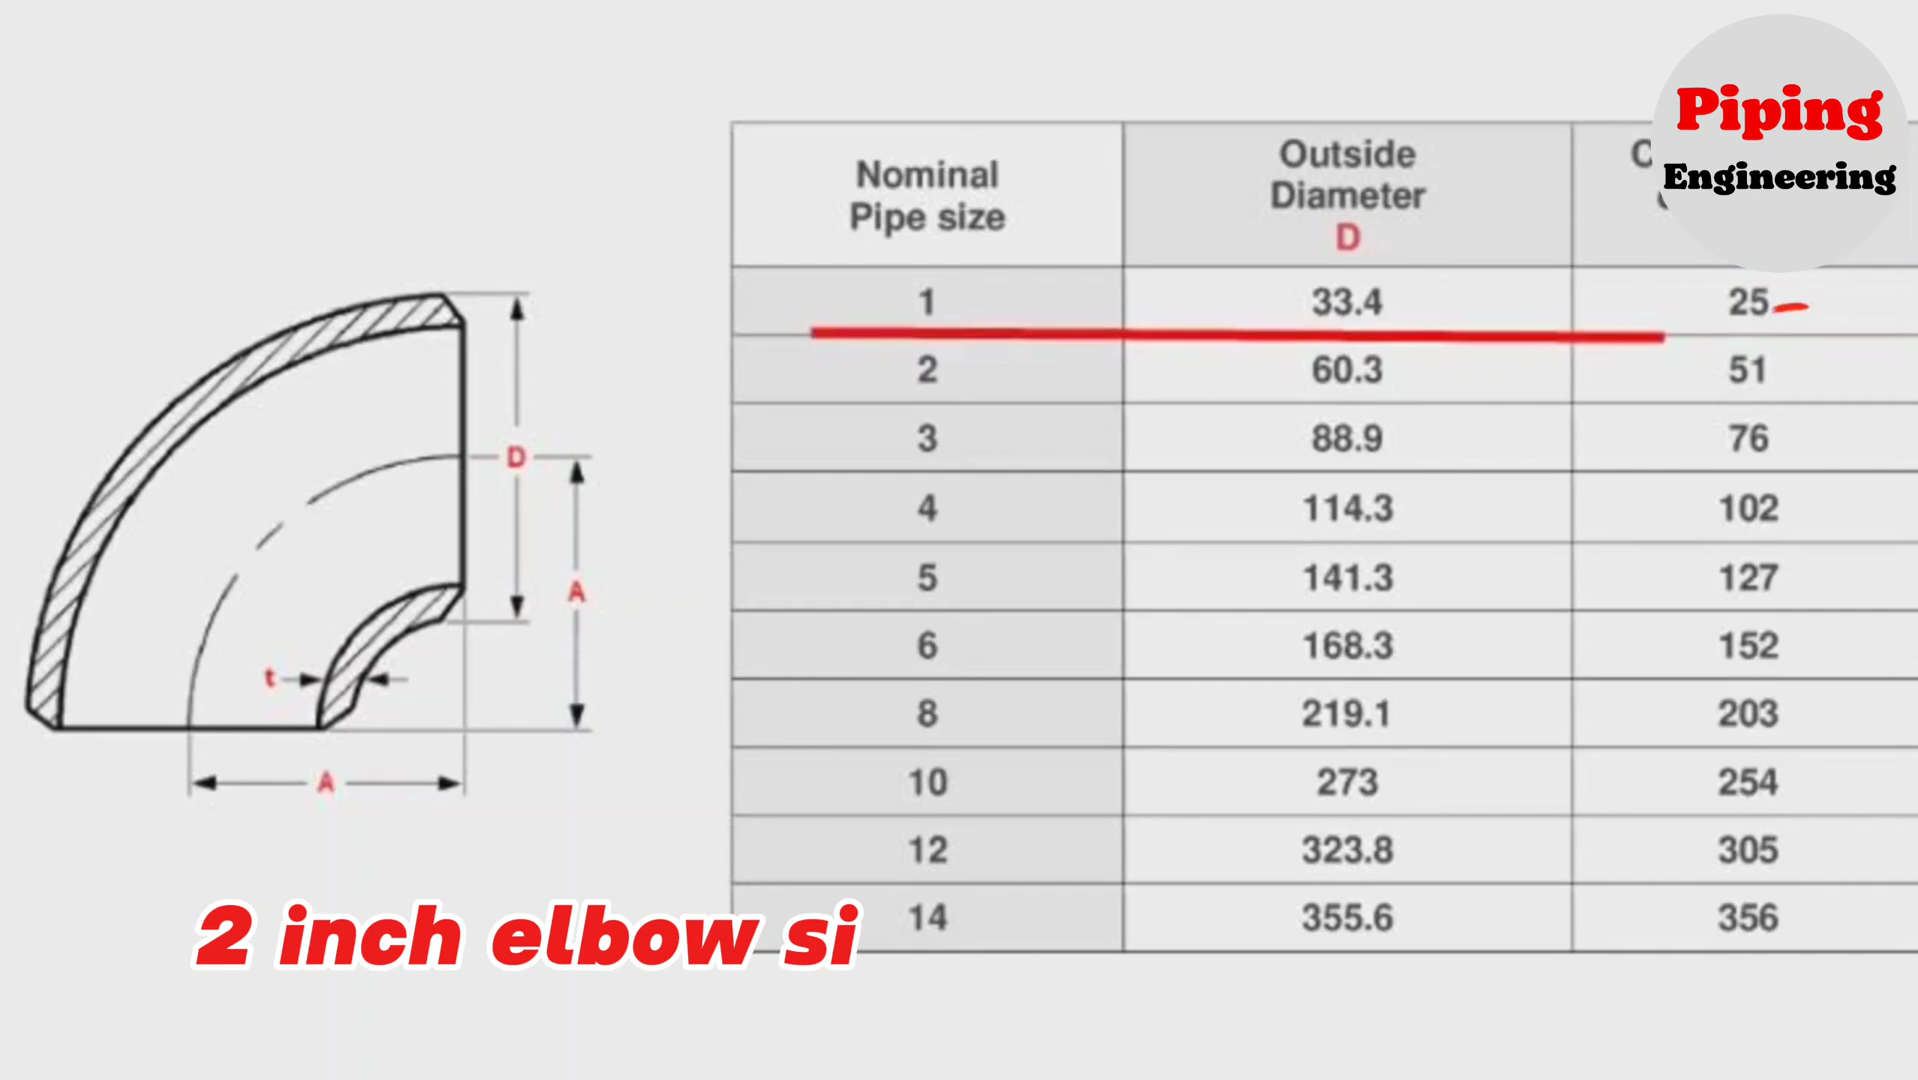 Piping
Engineering
Nominal
Pipe size
Outside
Diameter
D
C
1 33.4 25
2 60.3 51
3 88.9 76
4 114.3 102
5 141.3 127
6 168.3 152
8 219.1 203
10 273 254
12 323.8 305
14 355.6 356
D
A
t
A
2 inch elbow si